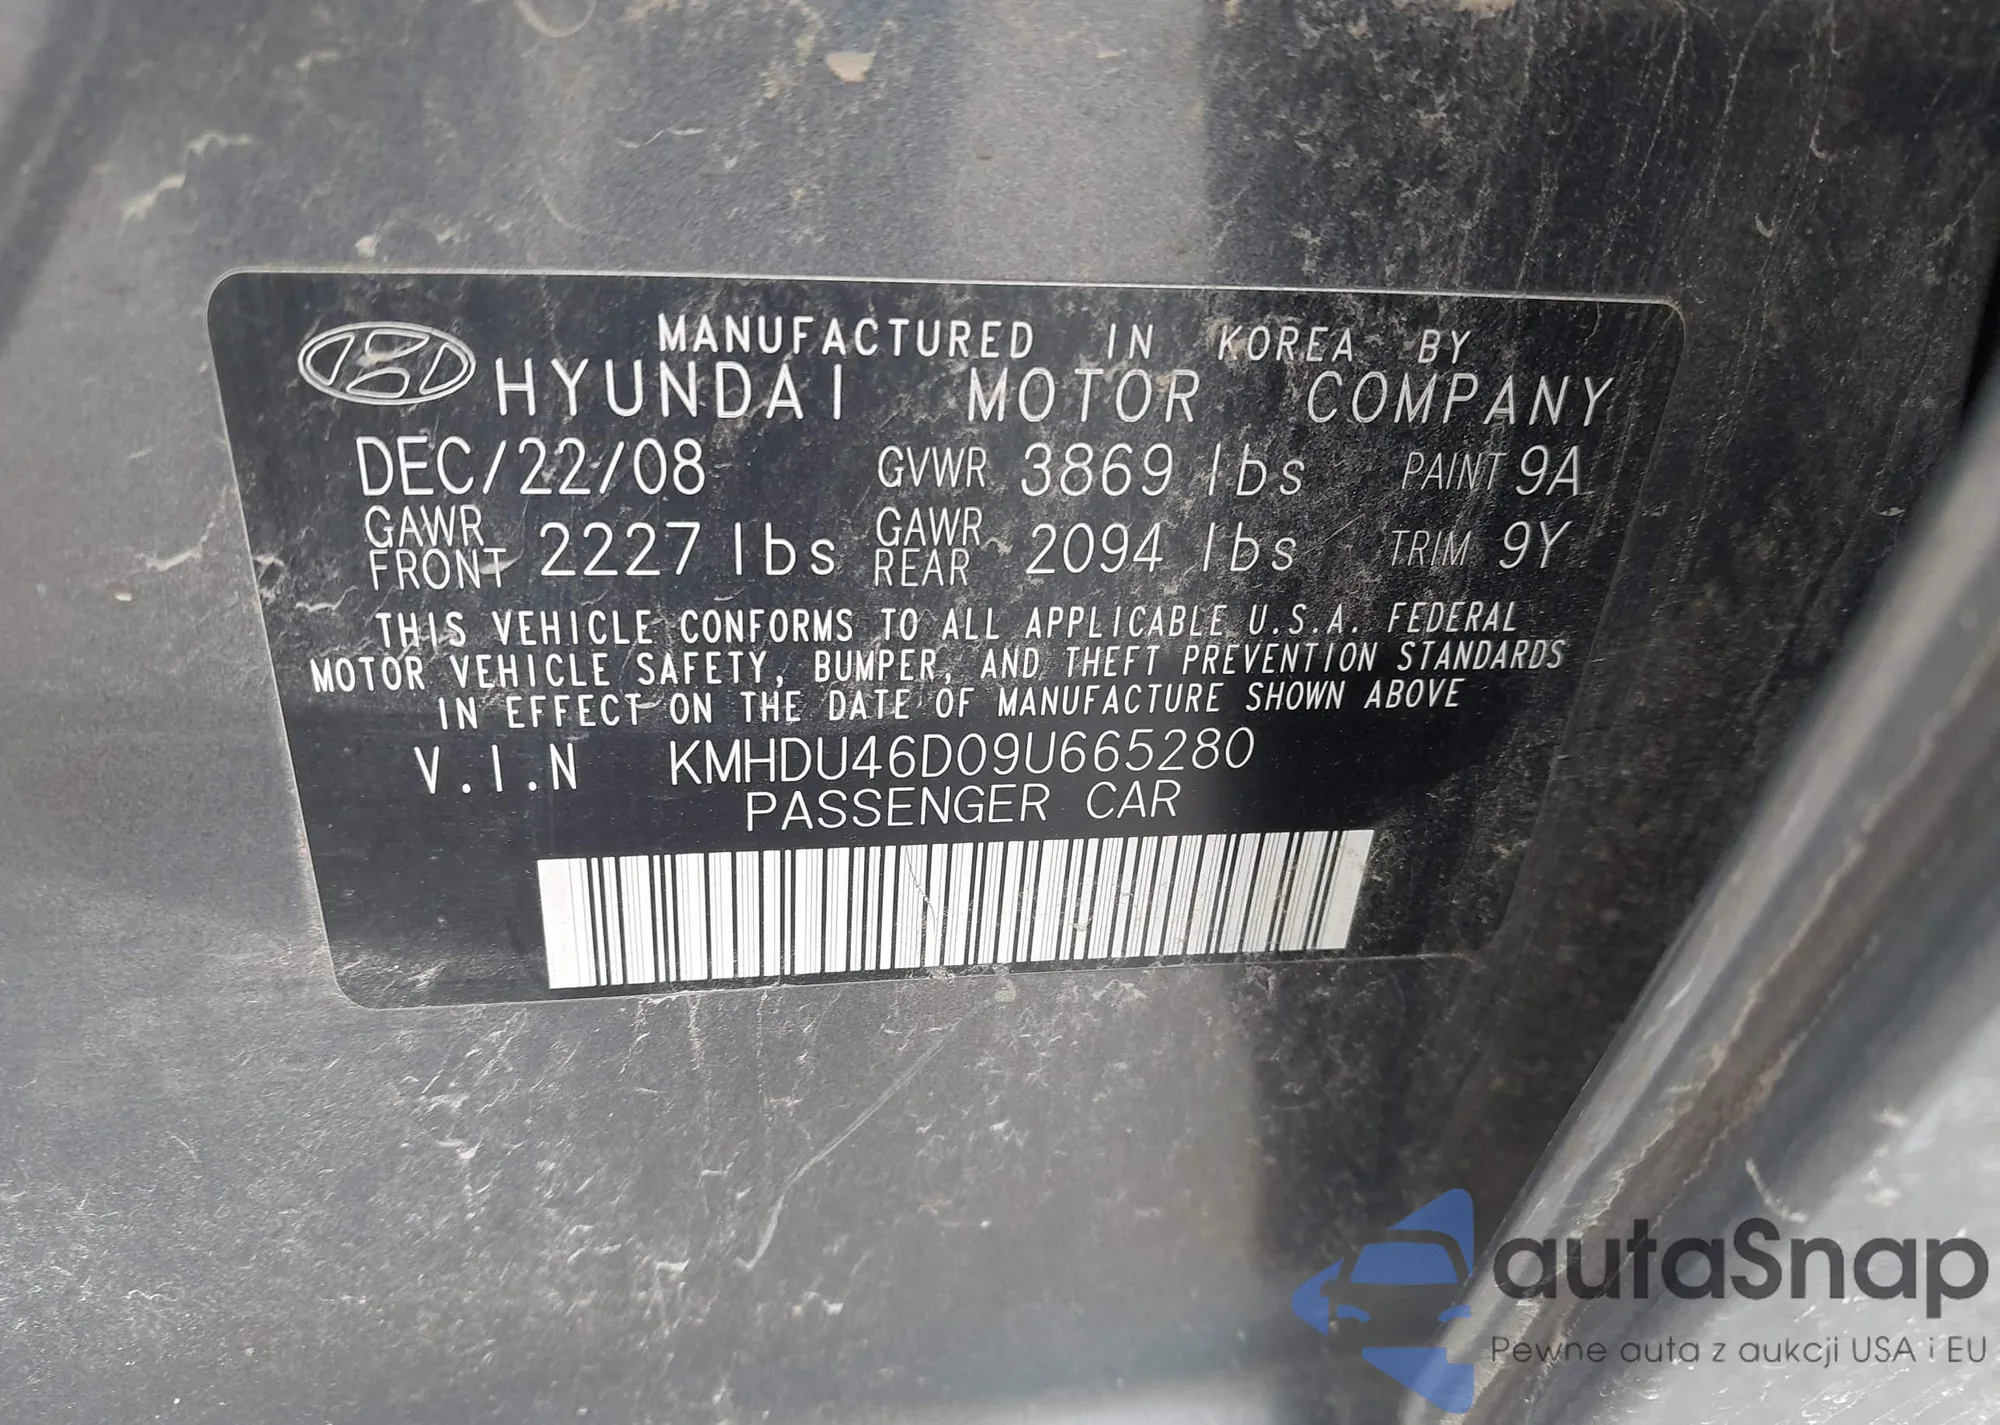 MANUFACTURED IN KOREA BY
HYUNDAI MOTOR COMPANY
DEC/22/08 GVWR 3869 lbs PAINT 9A
GAWR FRONT 2227 lbs GAWR REAR 2094 lbs TRIM 9Y
THIS VEHICLE CONFORMS TO ALL APPLICABLE U.S.A. FEDERAL
MOTOR VEHICLE SAFETY, BUMPER, AND THEFT PREVENTION STANDARDS
IN EFFECT ON THE DATE OF MANUFACTURE SHOWN ABOVE
V.I.N KMHDU46D09U665280
PASSENGER CAR
autaSnap
Pewne auta z aukcji USA i EU